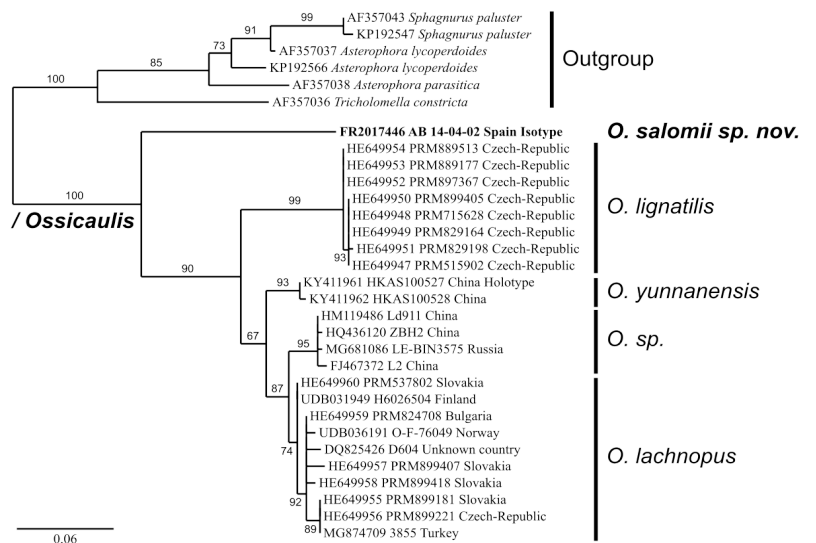 99
AF357043 Sphagnurus paluster
KP192547 Sphagnurus paluster
91
AF357037 Asterophora lycoperdoides
73
KP192566 Asterophora lycoperdoides
85
AF357038 Asterophora parasitica
100
AF357036 Tricholomella constricta
Outgroup
FR2017446 AB 14-04-02 Spain Isotype
O. salomii sp. nov.
HE649954 PRM889513 Czech-Republic
HE649953 PRM889177 Czech-Republic
HE649952 PRM897367 Czech-Republic
100
99
HE649950 PRM899405 Czech-Republic
/ Ossicaulis
HE649948 PRM715628 Czech-Republic
O. lignatilis
HE649949 PRM829164 Czech-Republic
HE649951 PRM829198 Czech-Republic
93
HE649947 PRM515902 Czech-Republic
90
93
KY411961 HKAS100527 China Holotype
KY411962 HKAS100528 China
O. yunnanensis
HM119486 Ld911 China
67
HQ436120 ZBH2 China
O. sp.
95
MG681086 LE-BIN3575 Russia
FJ467372 L2 China
87
HE649960 PRM537802 Slovakia
UDB031949 H6026504 Finland
HE649959 PRM824708 Bulgaria
UDB036191 O-F-76049 Norway
74
DQ825426 D604 Unknown country
O. lachnopus
HE649957 PRM899407 Slovakia
HE649958 PRM899418 Slovakia
92
HE649955 PRM899181 Slovakia
HE649956 PRM899221 Czech-Republic
89
MG874709 3855 Turkey
0.06